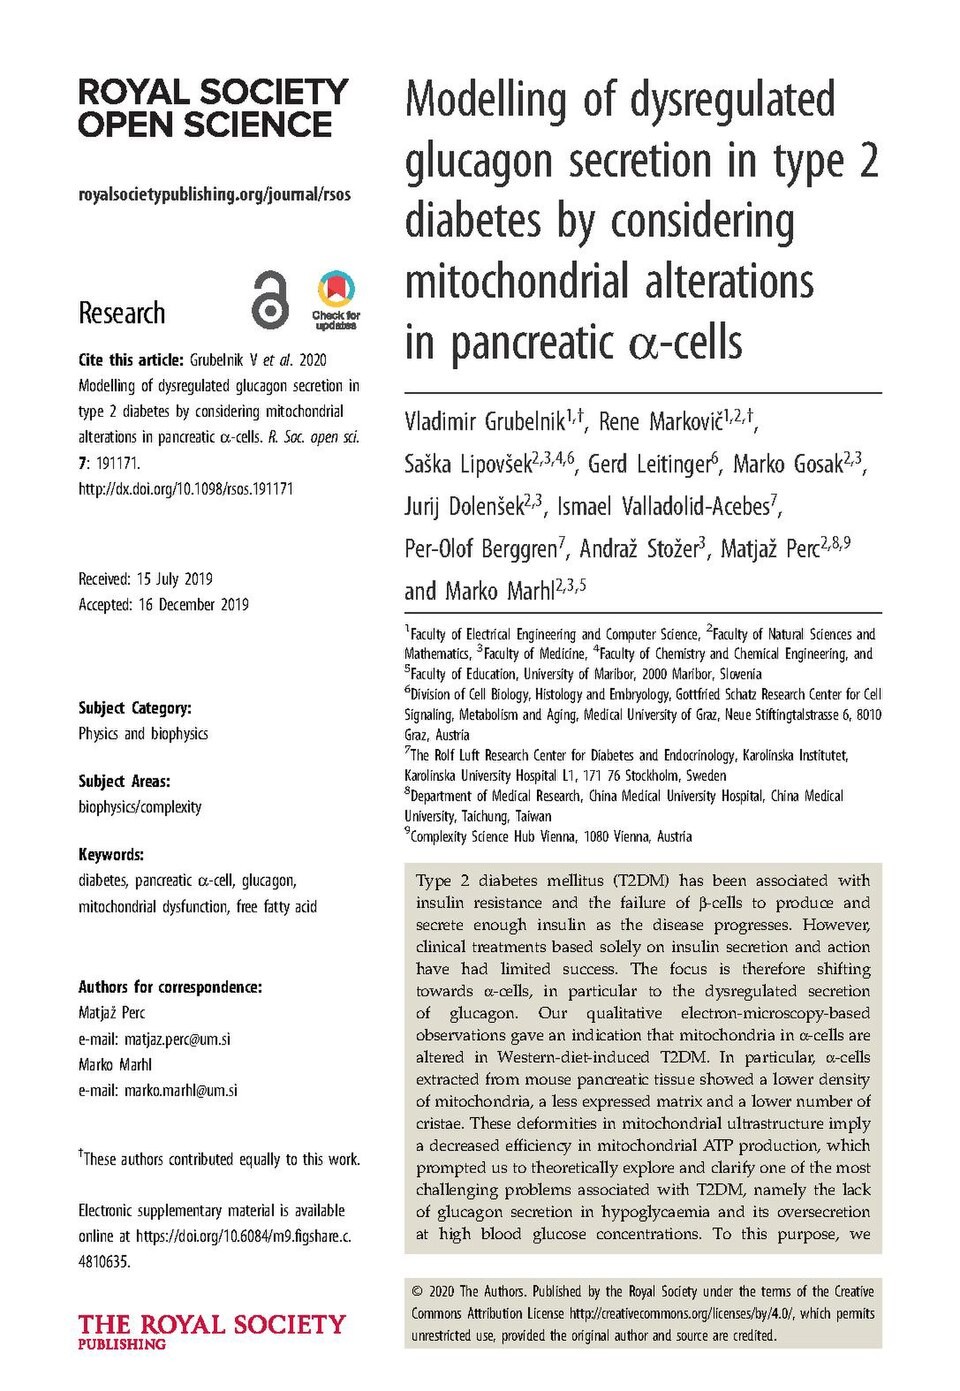 ROYAL SOCIETY
OPEN SCIENCE
royalsocietypublishing.org/journal/rsos
Research
Check for
updates
Cite this article: Grubelnik V et al. 2020
Modelling of dysregulated glucagon secretion in
type 2 diabetes by considering mitochondrial
alterations in pancreatic α-cells. R. Soc. open sci.
7: 191171.
http://dx.doi.org/10.1098/rsos.191171
Received: 15 July 2019
Accepted: 16 December 2019
Subject Category:
Physics and biophysics
Subject Areas:
biophysics/complexity
Keywords:
diabetes, pancreatic α-cell, glucagon,
mitochondrial dysfunction, free fatty acid
Authors for correspondence:
Matjaž Perc
e-mail: matjaz.perc@um.si
Marko Marhl
e-mail: marko.marhl@um.si
†These authors contributed equally to this work.
Electronic supplementary material is available
online at https://doi.org/10.6084/m9.figshare.c.
4810635.
THE ROYAL SOCIETY
PUBLISHING
Modelling of dysregulated
glucagon secretion in type 2
diabetes by considering
mitochondrial alterations
in pancreatic α-cells
Vladimir Grubelnik1,†, Rene Markovič1,2,†,
Saška Lipovšek2,3,4,6, Gerd Leitinger6, Marko Gosak2,3,
Jurij Dolenšek2,3, Ismael Valladolid-Acebes7,
Per-Olof Berggren7, Andraž Stožer3, Matjaž Perc2,8,9
and Marko Marhl2,3,5
1Faculty of Electrical Engineering and Computer Science, 2Faculty of Natural Sciences and
Mathematics, 3Faculty of Medicine, 4Faculty of Chemistry and Chemical Engineering, and
5Faculty of Education, University of Maribor, 2000 Maribor, Slovenia
6Division of Cell Biology, Histology and Embryology, Gottfried Schatz Research Center for Cell
Signaling, Metabolism and Aging, Medical University of Graz, Neue Stiftingtalstrasse 6, 8010
Graz, Austria
7The Rolf Luft Research Center for Diabetes and Endocrinology, Karolinska Institutet,
Karolinska University Hospital L1, 171 76 Stockholm, Sweden
8Department of Medical Research, China Medical University Hospital, China Medical
University, Taichung, Taiwan
9Complexity Science Hub Vienna, 1080 Vienna, Austria
Type 2 diabetes mellitus (T2DM) has been associated with
insulin resistance and the failure of β-cells to produce and
secrete enough insulin as the disease progresses. However,
clinical treatments based solely on insulin secretion and action
have had limited success. The focus is therefore shifting
towards α-cells, in particular to the dysregulated secretion
of glucagon. Our qualitative electron-microscopy-based
observations gave an indication that mitochondria in α-cells are
altered in Western-diet-induced T2DM. In particular, α-cells
extracted from mouse pancreatic tissue showed a lower density
of mitochondria, a less expressed matrix and a lower number of
cristae. These deformities in mitochondrial ultrastructure imply
a decreased efficiency in mitochondrial ATP production, which
prompted us to theoretically explore and clarify one of the most
challenging problems associated with T2DM, namely the lack
of glucagon secretion in hypoglycaemia and its oversecretion
at high blood glucose concentrations. To this purpose, we
© 2020 The Authors. Published by the Royal Society under the terms of the Creative
Commons Attribution License http://creativecommons.org/licenses/by/4.0/, which permits
unrestricted use, provided the original author and source are credited.